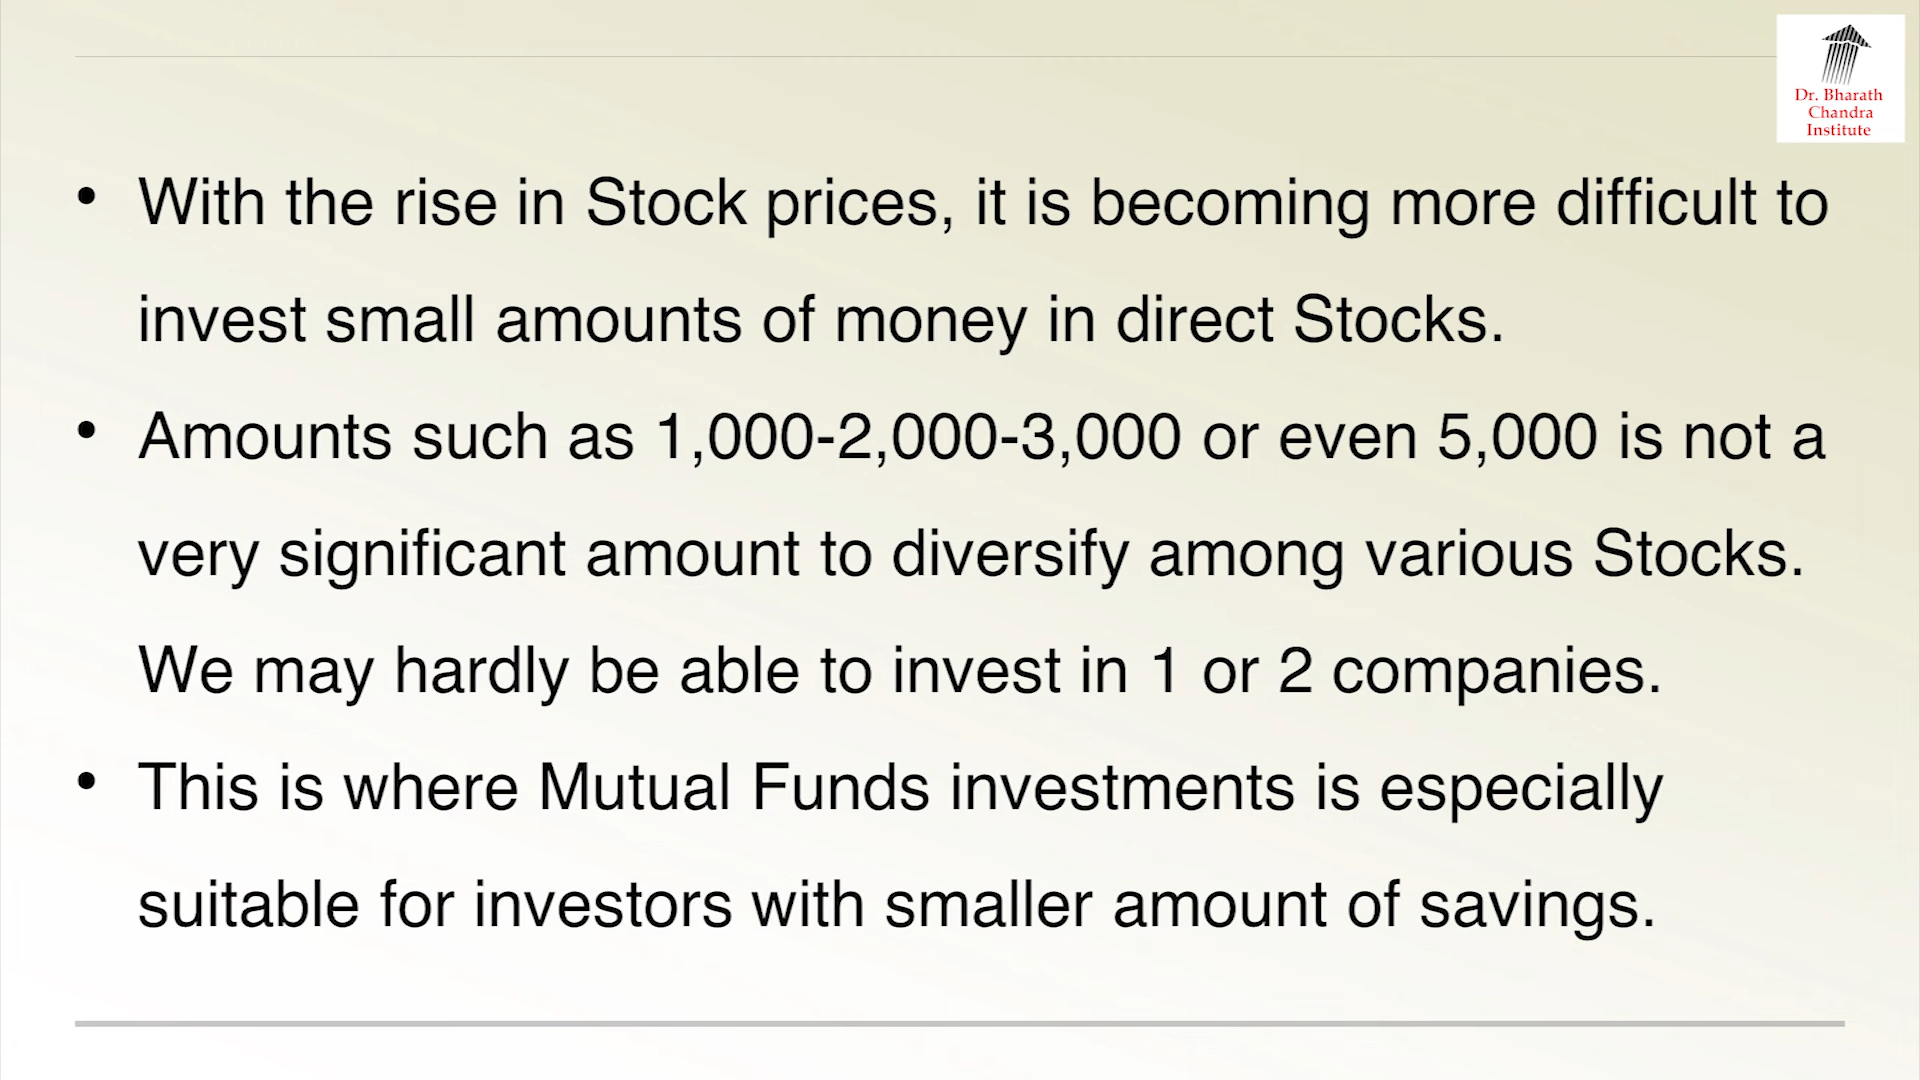 Dr. Bharath
Chandra
Institute
• With the rise in Stock prices, it is becoming more difficult to
invest small amounts of money in direct Stocks.
• Amounts such as 1,000-2,000-3,000 or even 5,000 is not a
very significant amount to diversify among various Stocks.
We may hardly be able to invest in 1 or 2 companies.
• This is where Mutual Funds investments is especially
suitable for investors with smaller amount of savings.